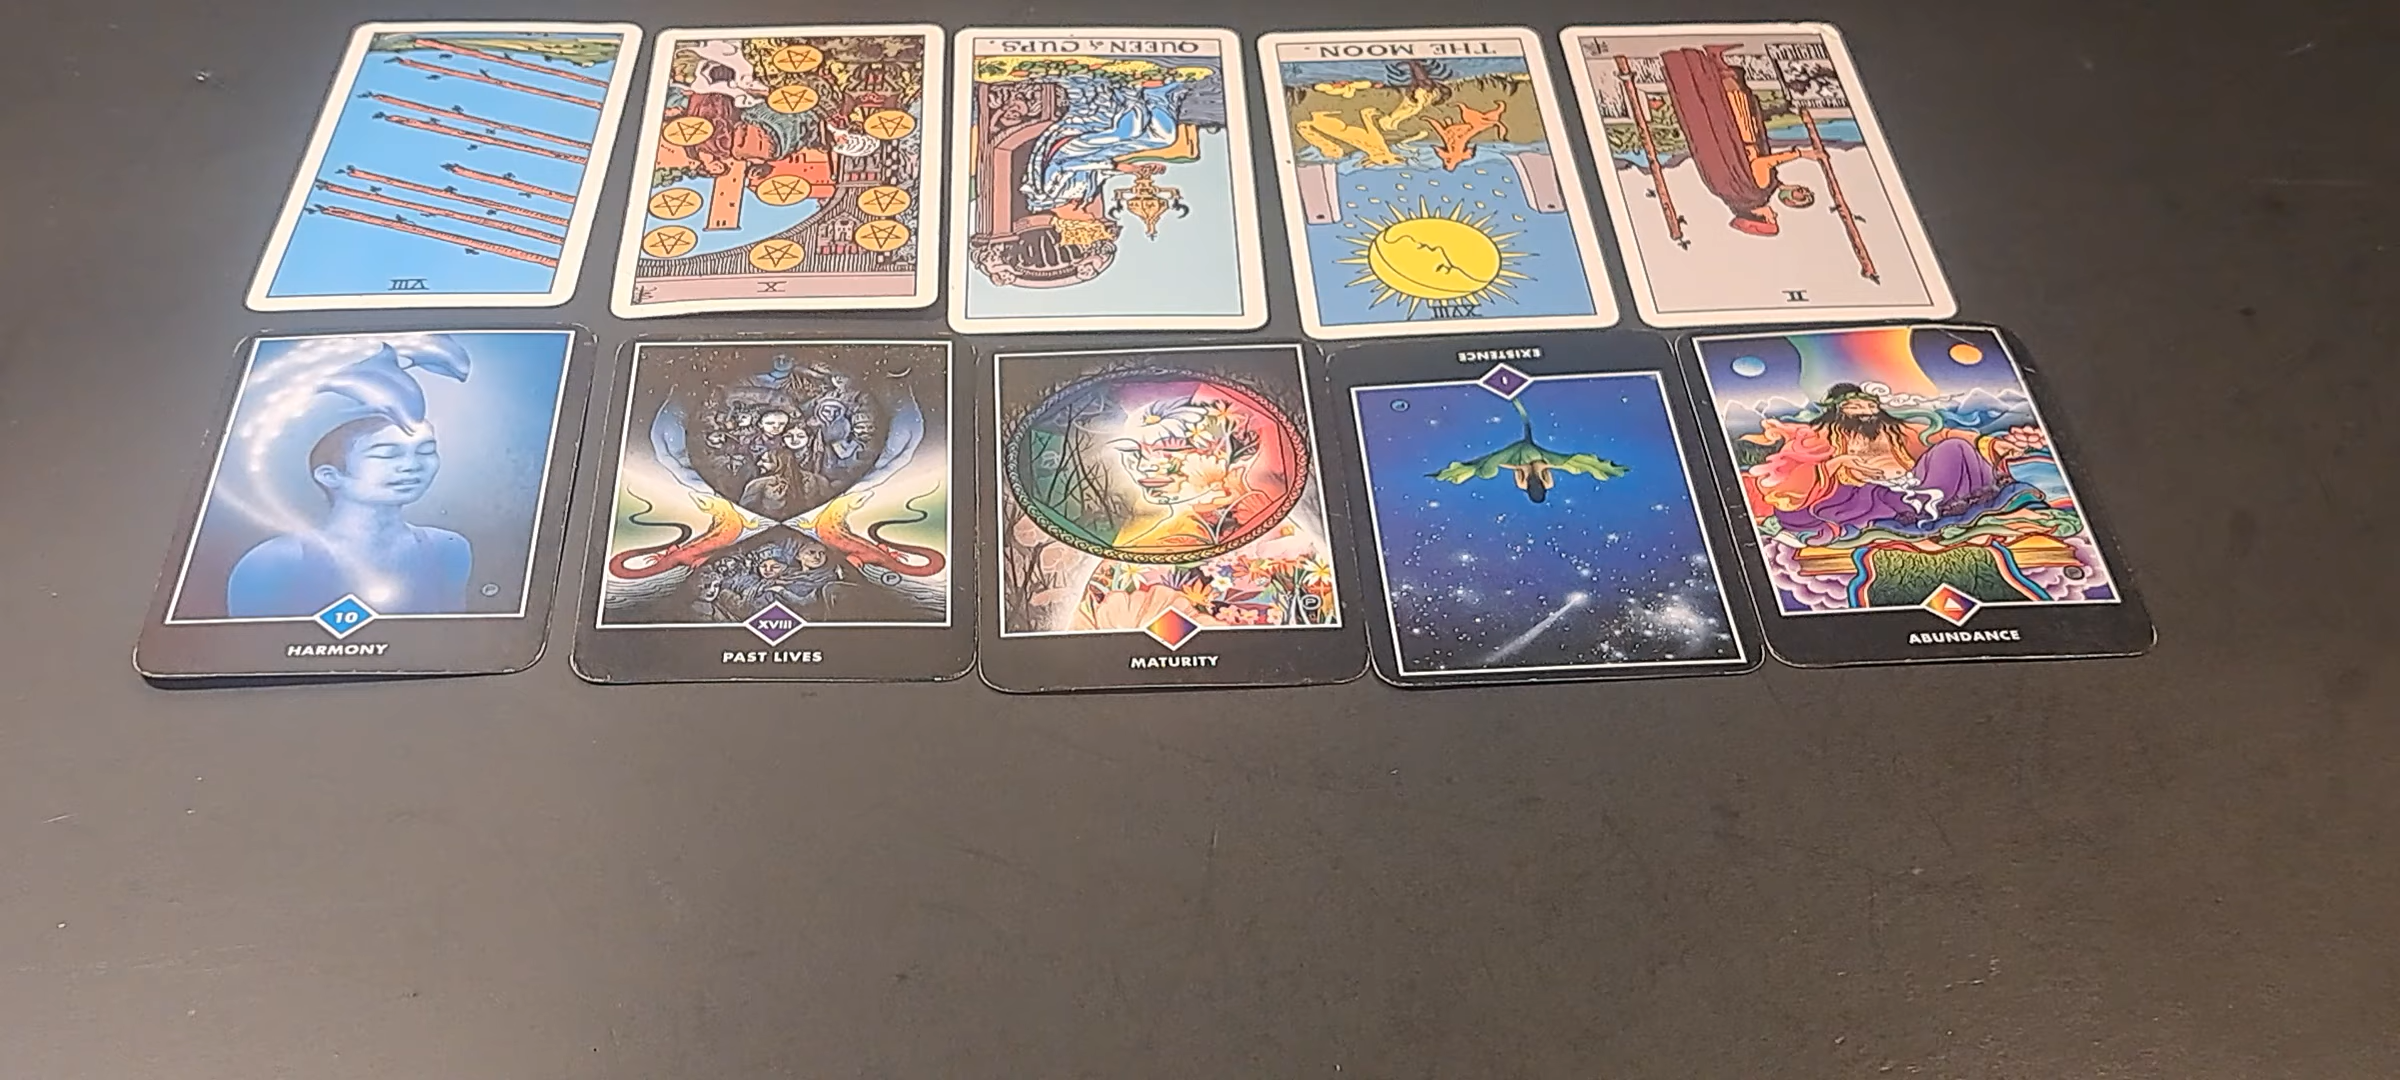 VIII
X
QUEEN of CUPS.
THE MOON.
XVIII
II
10
HARMONY
XVIII
PAST LIVES
MATURITY
EXISTENCE
I
ABUNDANCE